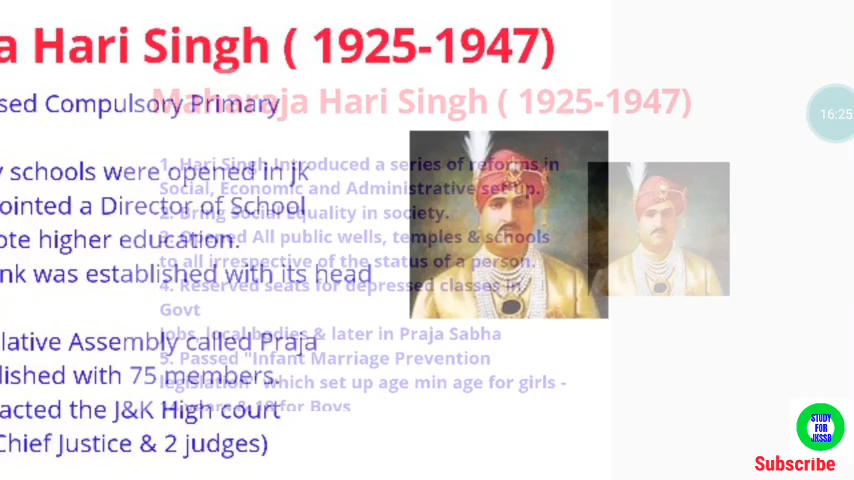 a Hari Singh ( 1925-1947)
sed Compulsory Primary
y schools were opened in jk
ointed a Director of School
ote higher education.
nk was established with its head
lative Assembly called Praja
lished with 75 members.
acted the J&K High court
Chief Justice & 2 judges)
Maharaja Hari Singh ( 1925-1947)
1. Hari Singh Introduced a series of reforms in
Social, Economic and Administrative set-up.
2. Bring Social Equality in society.
3. Opened All public wells, temples & schools
to all irrespective of the status of a person.
4. Reserved seats for depressed classes in
Govt
jobs, local bodies & later in Praja Sabha
5. Passed "Infant Marriage Prevention
legislation" which set up age min age for girls -
years & 18 for Boys
16:25
STUDY
FOR
JKSSB
Subscribe